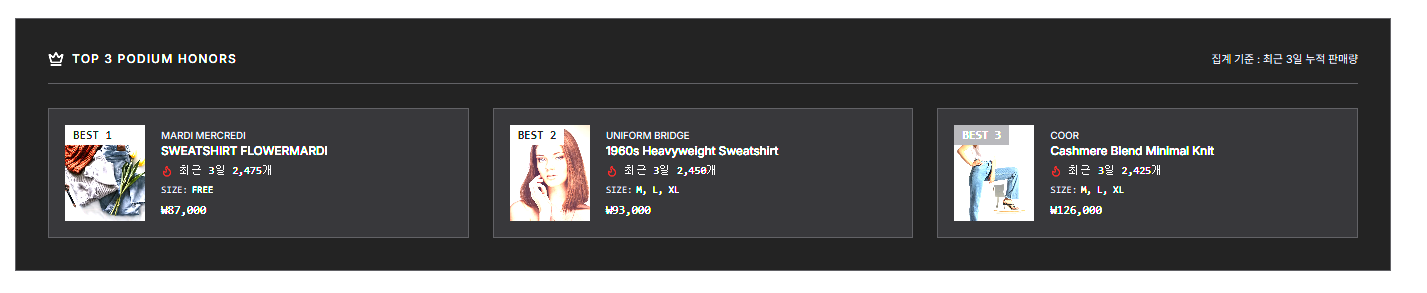 TOP 3 PODIUM HONORS
집계 기준 : 최근 3일 누적 판매량
BEST 1
MARDI MERCREDI
SWEATSHIRT FLOWERMARDI
최근 3일 2,475개
SIZE: FREE
₩87,000
BEST 2
UNIFORM BRIDGE
1960s Heavyweight Sweatshirt
최근 3일 2,450개
SIZE: M, L, XL
₩93,000
BEST 3
COOR
Cashmere Blend Minimal Knit
최근 3일 2,425개
SIZE: M, L, XL
₩126,000